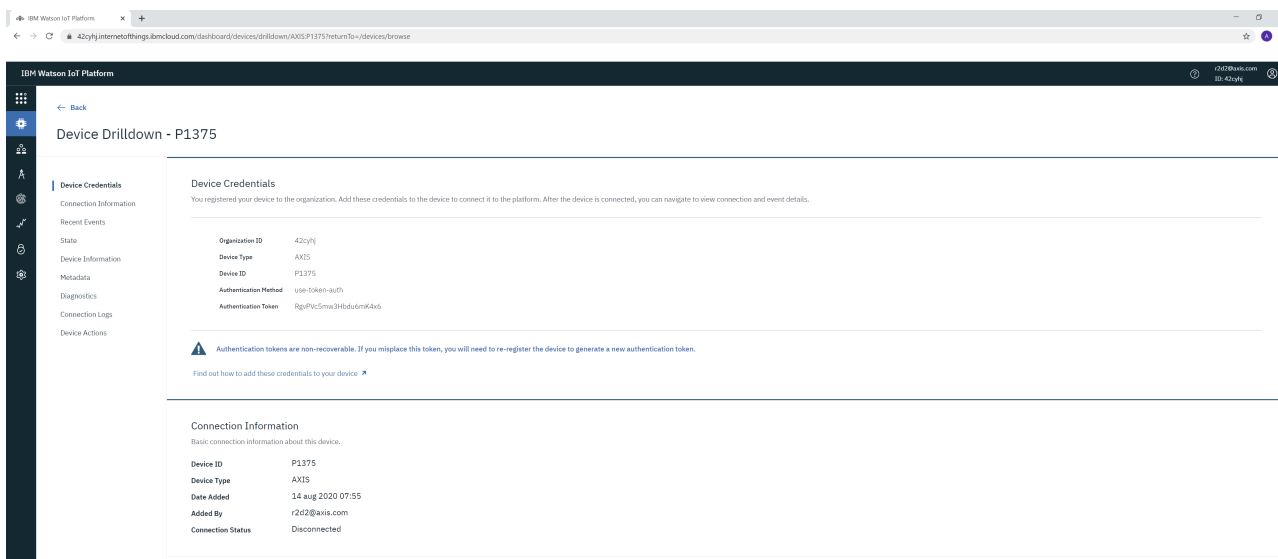 IBM Watson IoT Platform
42cyhj.internetofthings.ibmcloud.com/dashboard/devices/drilldown/AXIS:P1375?returnTo=/devices/browse
A
IBM Watson IoT Platform
r2d2@axis.com
ID: 42cyhj
← Back
Device Drilldown - P1375
Device Credentials
Connection Information
Recent Events
State
Device Information
Metadata
Diagnostics
Connection Logs
Device Actions
Device Credentials
You registered your device to the organization. Add these credentials to the device to connect it to the platform. After the device is connected, you can navigate to view connection and event details.
Organization ID 42cyhj
Device Type AXIS
Device ID P1375
Authentication Method use-token-auth
Authentication Token RgvPVc5mw3Hbdu6mK4x6
Authentication tokens are non-recoverable. If you misplace this token, you will need to re-register the device to generate a new authentication token.
Find out how to add these credentials to your device
Connection Information
Basic connection information about this device.
Device ID P1375
Device Type AXIS
Date Added 14 aug 2020 07:55
Added By r2d2@axis.com
Connection Status Disconnected